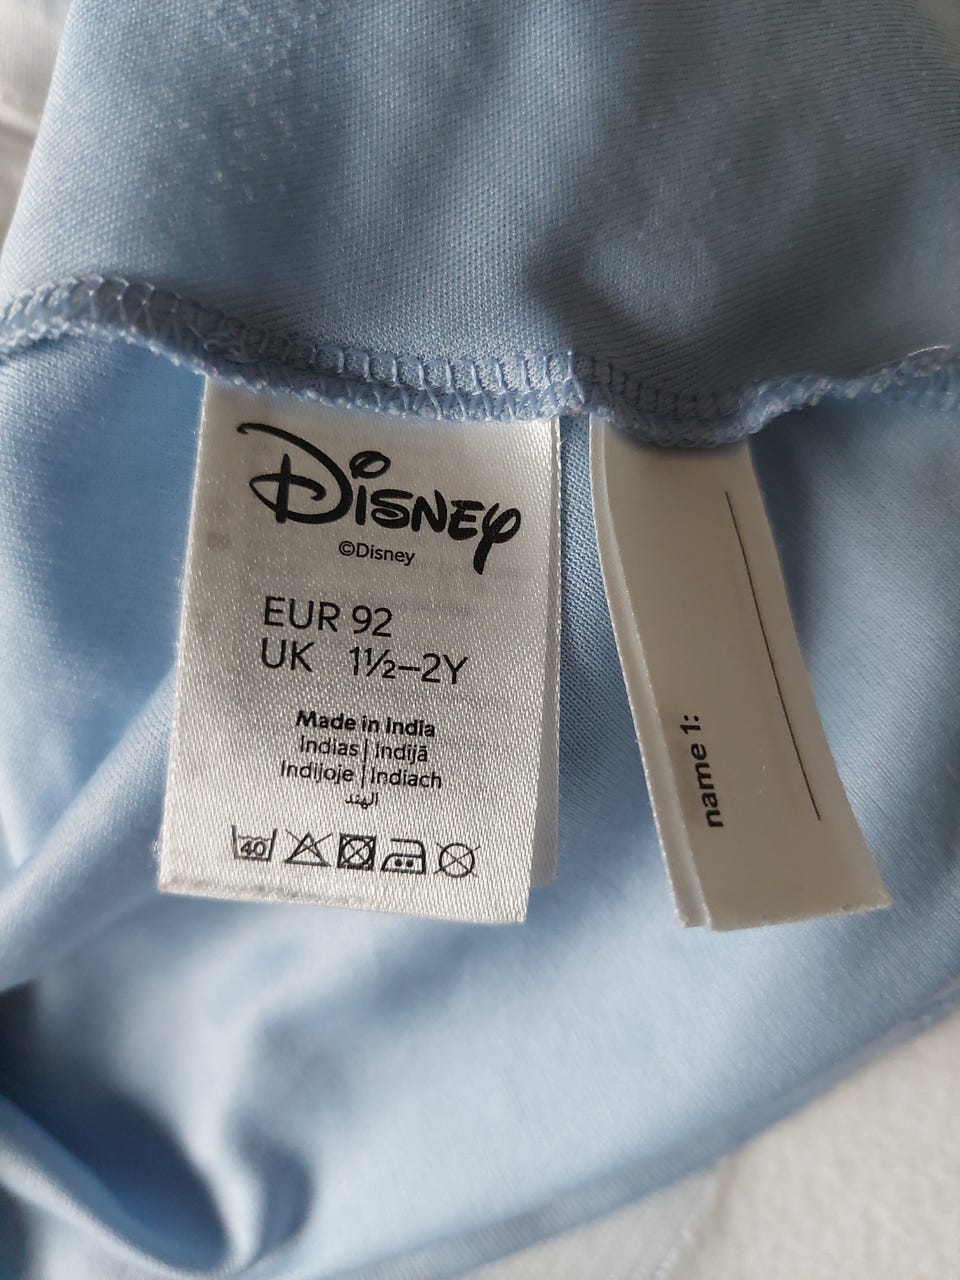 Disney
©Disney
EUR 92
UK 1½–2Y
Made in India
Indias | Indijā
Indijoje | Indiach
الهند
40
name 1: